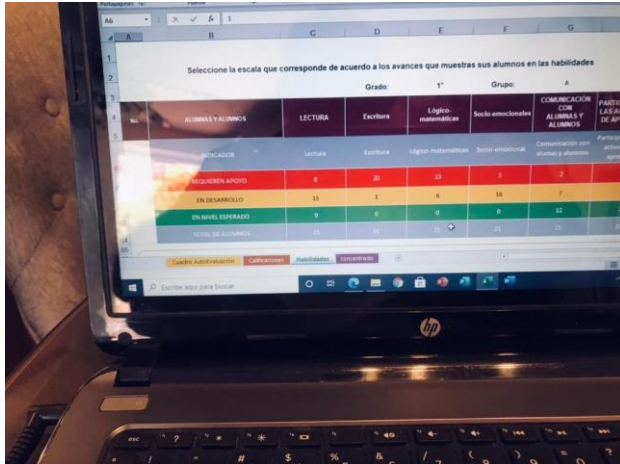 A6
1
A B C D E F G
Seleccione la escala que corresponde de acuerdo a los avances que muestras sus alumnos en las habilidades
Grado: 1° Grupo: A
No. ALUMNAS Y ALUMNOS LECTURA Escritura Lógico-matemáticas Socio-emocionales COMUNICACIÓN CON ALUMNAS Y ALUMNOS
INDICADOR Lectura Escritura Lógico-matemáticas Socio-emocional Comunicación con alumnas y alumnos
REQUIEREN APOYO 8 20 15 5 2
EN DESARROLLO 13 1 6 16 7
EN NIVEL ESPERADO 0 0 0 0 12
TOTAL DE ALUMNOS 21 21 21 21 21
Cuadro Autoevaluación Calificaciones Habilidades concentrado
Escribe aquí para buscar
hp
esc